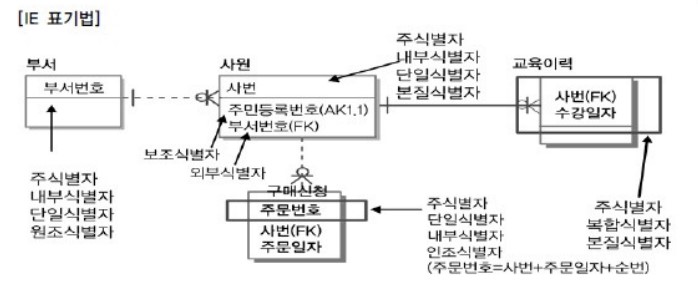 [IE 표기법]
부서
부서번호
주식별자
내부식별자
단일식별자
원조식별자
사원
사번
주민등록번호(AK1,1)
부서번호(FK)
보조식별자
외부식별자
주식별자
내부식별자
단일식별자
본질식별자
교육이력
사번(FK)
수강일자
주식별자
복합식별자
본질식별자
구매신청
주문번호
사번(FK)
주문일자
주식별자
단일식별자
내부식별자
인조식별자
(주문번호=사번+주문일자+순번)